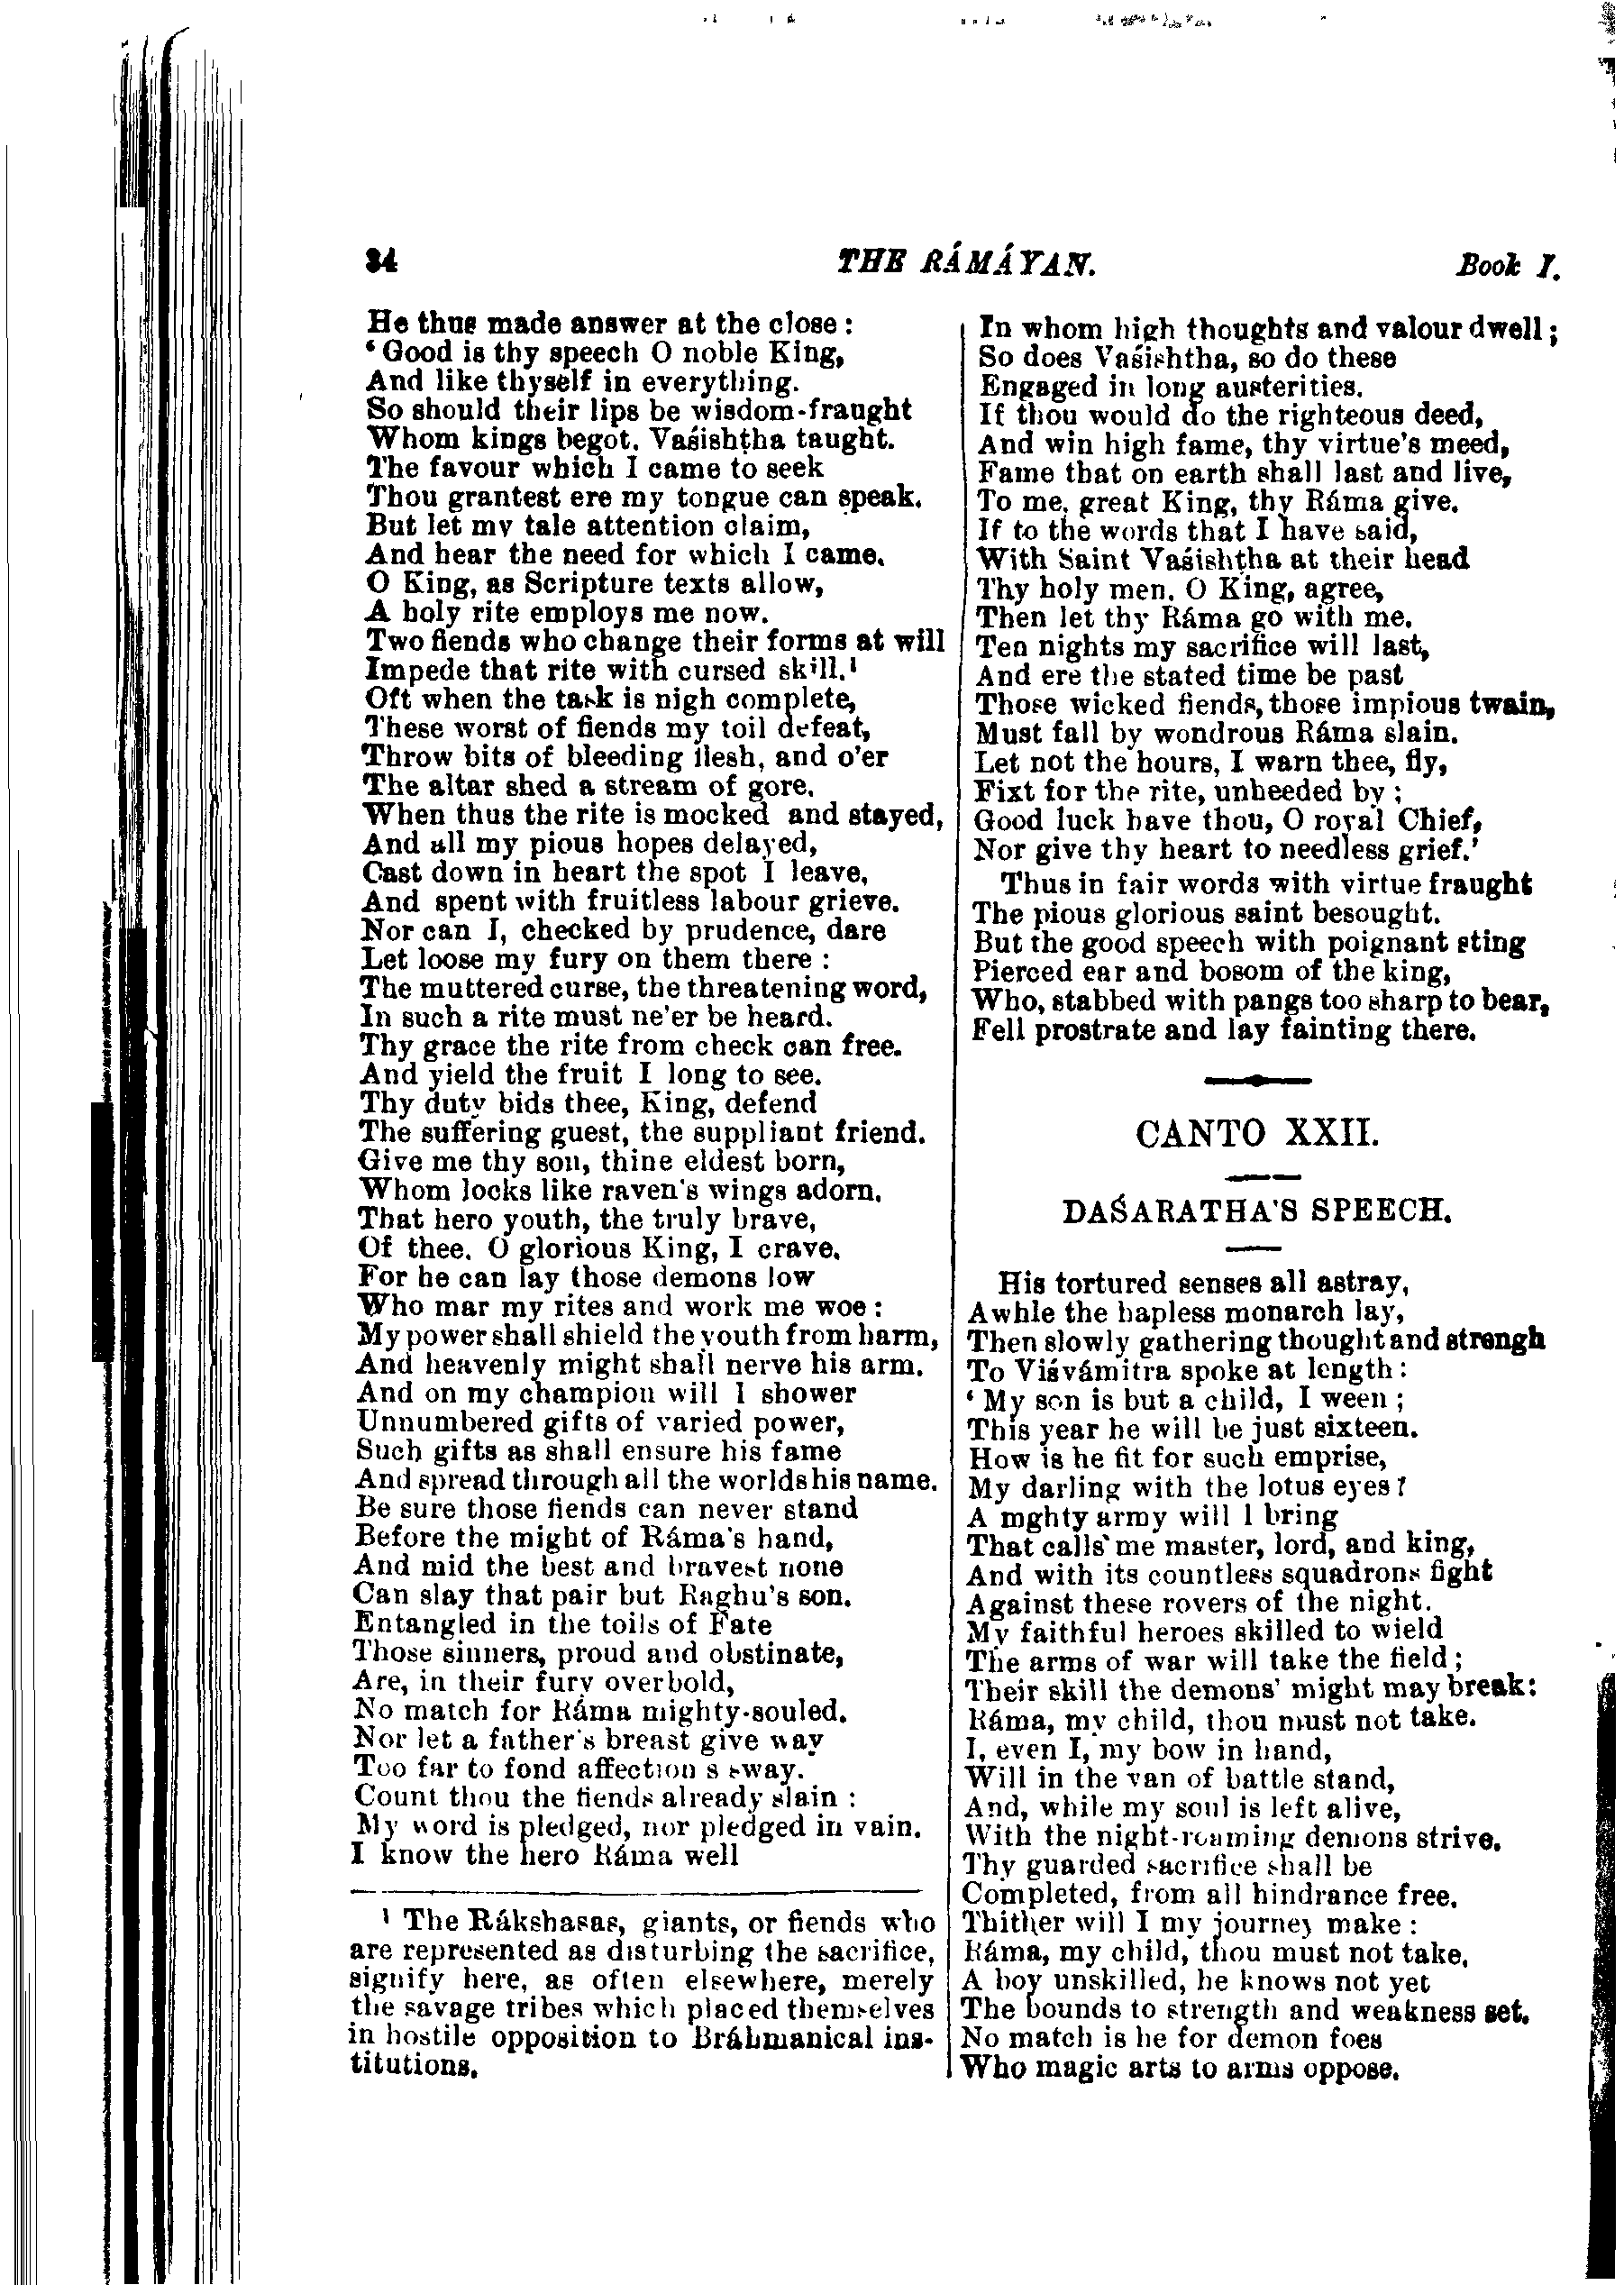 34 THE RÁMÁYAN. Book I.
He thus made answer at the close :
‘ Good is thy speech O noble King,
And like thyself in everything.
So should their lips be wisdom-fraught
Whom kings begot, Vaśishṭha taught.
The favour which I came to seek
Thou grantest ere my tongue can speak.
But let my tale attention claim,
And hear the need for which I came.
O King, as Scripture texts allow,
A holy rite employs me now.
Two fiends who change their forms at will
Impede that rite with cursed skill.¹
Oft when the task is nigh complete,
These worst of fiends my toil defeat,
Throw bits of bleeding flesh, and o'er
The altar shed a stream of gore.
When thus the rite is mocked and stayed,
And all my pious hopes delayed,
Cast down in heart the spot I leave,
And spent with fruitless labour grieve.
Nor can I, checked by prudence, dare
Let loose my fury on them there :
The muttered curse, the threatening word,
In such a rite must ne'er be heard.
Thy grace the rite from check can free.
And yield the fruit I long to see.
Thy duty bids thee, King, defend
The suffering guest, the suppliant friend.
Give me thy son, thine eldest born,
Whom locks like raven's wings adorn.
That hero youth, the truly brave,
Of thee. O glorious King, I crave.
For he can lay those demons low
Who mar my rites and work me woe :
My power shall shield the youth from harm,
And heavenly might shall nerve his arm.
And on my champion will I shower
Unnumbered gifts of varied power,
Such gifts as shall ensure his fame
And spread through all the worlds his name.
Be sure those fiends can never stand
Before the might of Ráma's hand,
And mid the best and bravest none
Can slay that pair but Raghu's son.
Entangled in the toils of Fate
Those sinners, proud and obstinate,
Are, in their fury overbold,
No match for Ráma mighty-souled.
Nor let a father's breast give way
Too far to fond affection s sway.
Count thou the fiends already slain :
My word is pledged, nor pledged in vain.
I know the hero Ráma well
¹ The Rákshasas, giants, or fiends who
are represented as disturbing the sacrifice,
signify here, as often elsewhere, merely
the savage tribes which placed themselves
in hostile opposition to Bráhmanical ins-
titutions.
In whom high thoughts and valour dwell ;
So does Vaśishtha, so do these
Engaged in long austerities.
If thou would do the righteous deed,
And win high fame, thy virtue's meed,
Fame that on earth shall last and live,
To me, great King, thy Ráma give.
If to the words that I have said,
With Saint Vaśishṭha at their head
Thy holy men, O King, agree,
Then let thy Ráma go with me.
Ten nights my sacrifice will last,
And ere the stated time be past
Those wicked fiends, those impious twain,
Must fall by wondrous Ráma slain.
Let not the hours, I warn thee, fly,
Fixt for the rite, unheeded by ;
Good luck have thou, O royal Chief,
Nor give thy heart to needless grief.’
Thus in fair words with virtue fraught
The pious glorious saint besought.
But the good speech with poignant sting
Pierced ear and bosom of the king,
Who, stabbed with pangs too sharp to bear,
Fell prostrate and lay fainting there.
CANTO XXII.
DAŚARATHA'S SPEECH.
His tortured senses all astray,
Awhle the hapless monarch lay,
Then slowly gathering thought and strengh
To Viśvámitra spoke at length :
‘ My son is but a child, I ween ;
This year he will be just sixteen.
How is he fit for such emprise,
My darling with the lotus eyes ?
A mghty army will I bring
That calls me master, lord, and king,
And with its countless squadrons fight
Against these rovers of the night.
My faithful heroes skilled to wield
The arms of war will take the field ;
Their skill the demons' might may break :
Ráma, my child, thou must not take.
I, even I, my bow in hand,
Will in the van of battle stand,
And, while my soul is left alive,
With the night-roaming demons strive.
Thy guarded sacrifice shall be
Completed, from all hindrance free.
Thither will I my journey make :
Ráma, my child, thou must not take.
A boy unskilled, he knows not yet
The bounds to strength and weakness set.
No match is he for demon foes
Who magic arts to arms oppose.